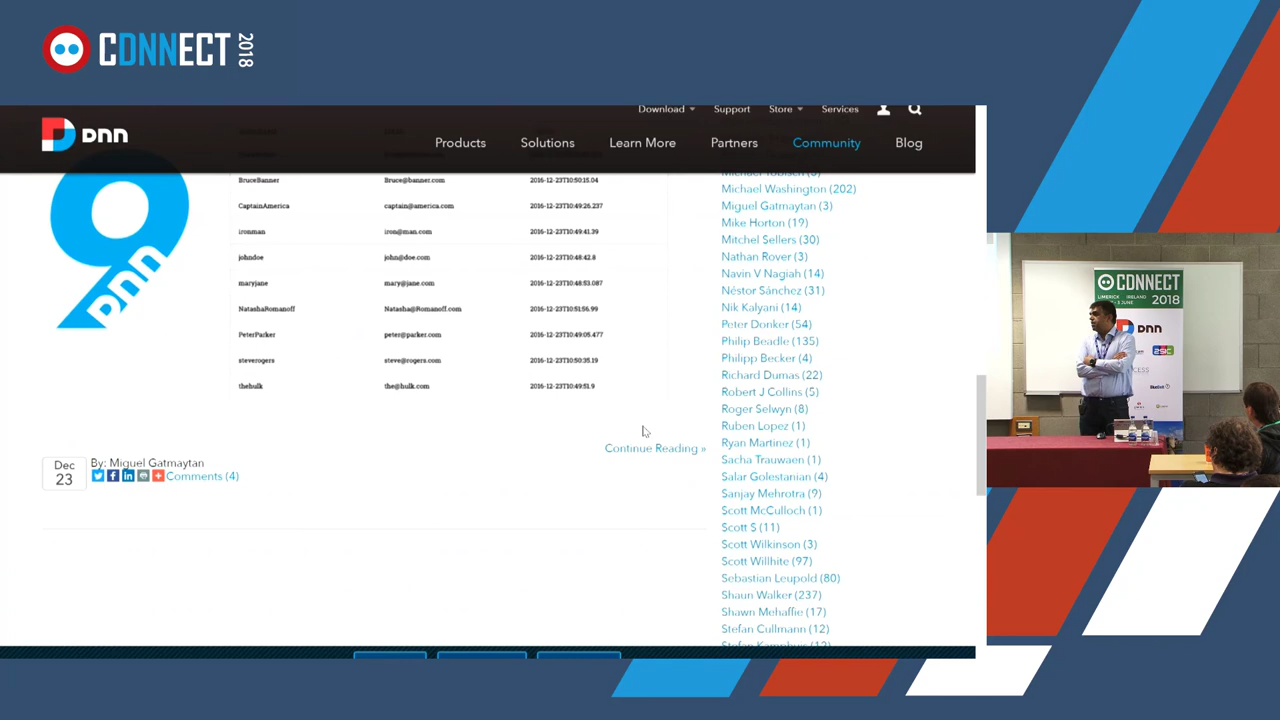 CDNNECT 2018
Download Support Store Services
DNN
Products Solutions Learn More Partners Community Blog
9
DNN
BruceBanner Bruce@banner.com 2016-12-23T10:50:15.04
CaptainAmerica captain@america.com 2016-12-23T10:49:26.237
ironman iron@man.com 2016-12-23T10:49:41.39
johndoe john@doe.com 2016-12-23T10:48:42.8
maryjane mary@jane.com 2016-12-23T10:48:53.087
NatashaRomanoff Natasha@Romanoff.com 2016-12-23T10:51:56.99
PeterParker peter@parker.com 2016-12-23T10:49:05.477
steverogers steve@rogers.com 2016-12-23T10:50:35.19
thehulk the@hulk.com 2016-12-23T10:49:51.9
Continue Reading »
Dec
23
By: Miguel Gatmaytan
Comments (4)
Michael Washington (202)
Miguel Gatmaytan (3)
Mike Horton (19)
Mitchel Sellers (30)
Nathan Rover (3)
Navin V Nagiah (14)
Néstor Sánchez (31)
Nik Kalyani (14)
Peter Donker (54)
Philip Beadle (135)
Philipp Becker (4)
Richard Dumas (22)
Robert J Collins (5)
Roger Selwyn (8)
Ruben Lopez (1)
Ryan Martinez (1)
Sacha Trauwaen (1)
Salar Golestanian (4)
Sanjay Mehrotra (9)
Scott McCulloch (1)
Scott S (11)
Scott Wilkinson (3)
Scott Willhite (97)
Sebastian Leupold (80)
Shaun Walker (237)
Shawn Mehaffie (17)
Stefan Cullmann (12)
CONNECT
LIMERICK IRELAND
JUNE 2018
DNN
2SIC